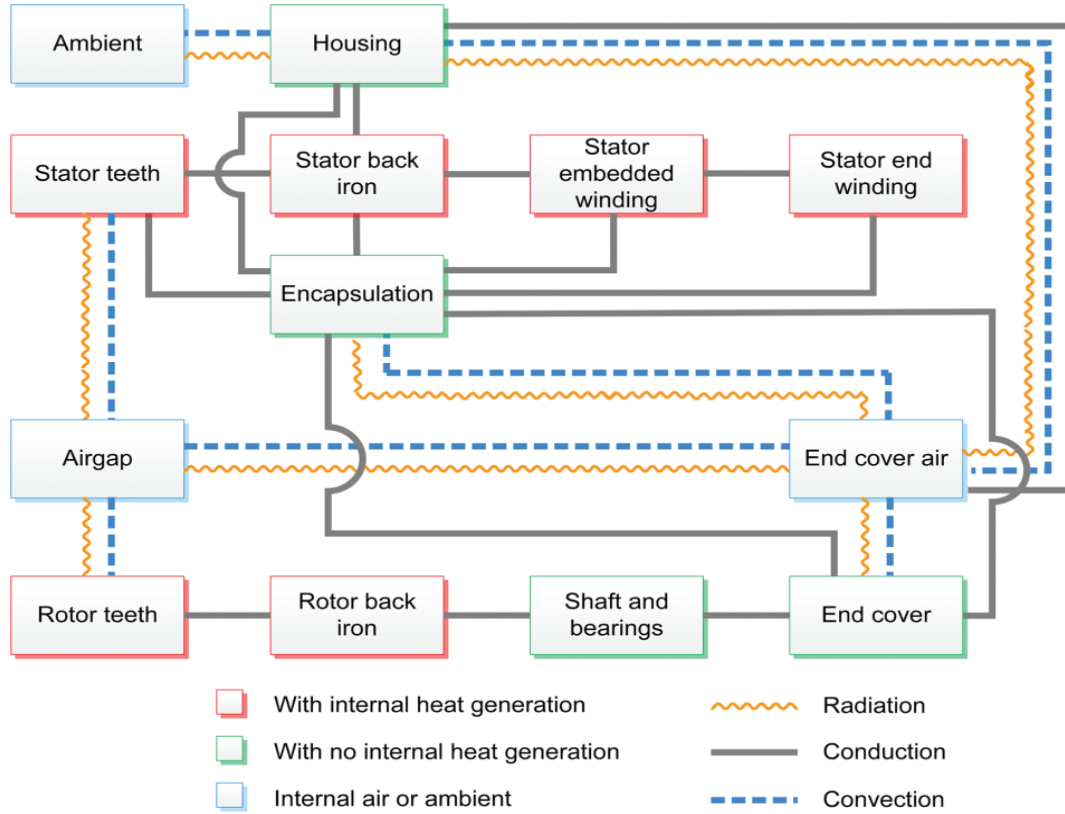 Ambient
Housing
Stator teeth
Stator back
iron
Stator
embedded
winding
Stator end
winding
Encapsulation
Airgap
End cover air
Rotor teeth
Rotor back
iron
Shaft and
bearings
End cover
With internal heat generation
With no internal heat generation
Internal air or ambient
Radiation
Conduction
Convection